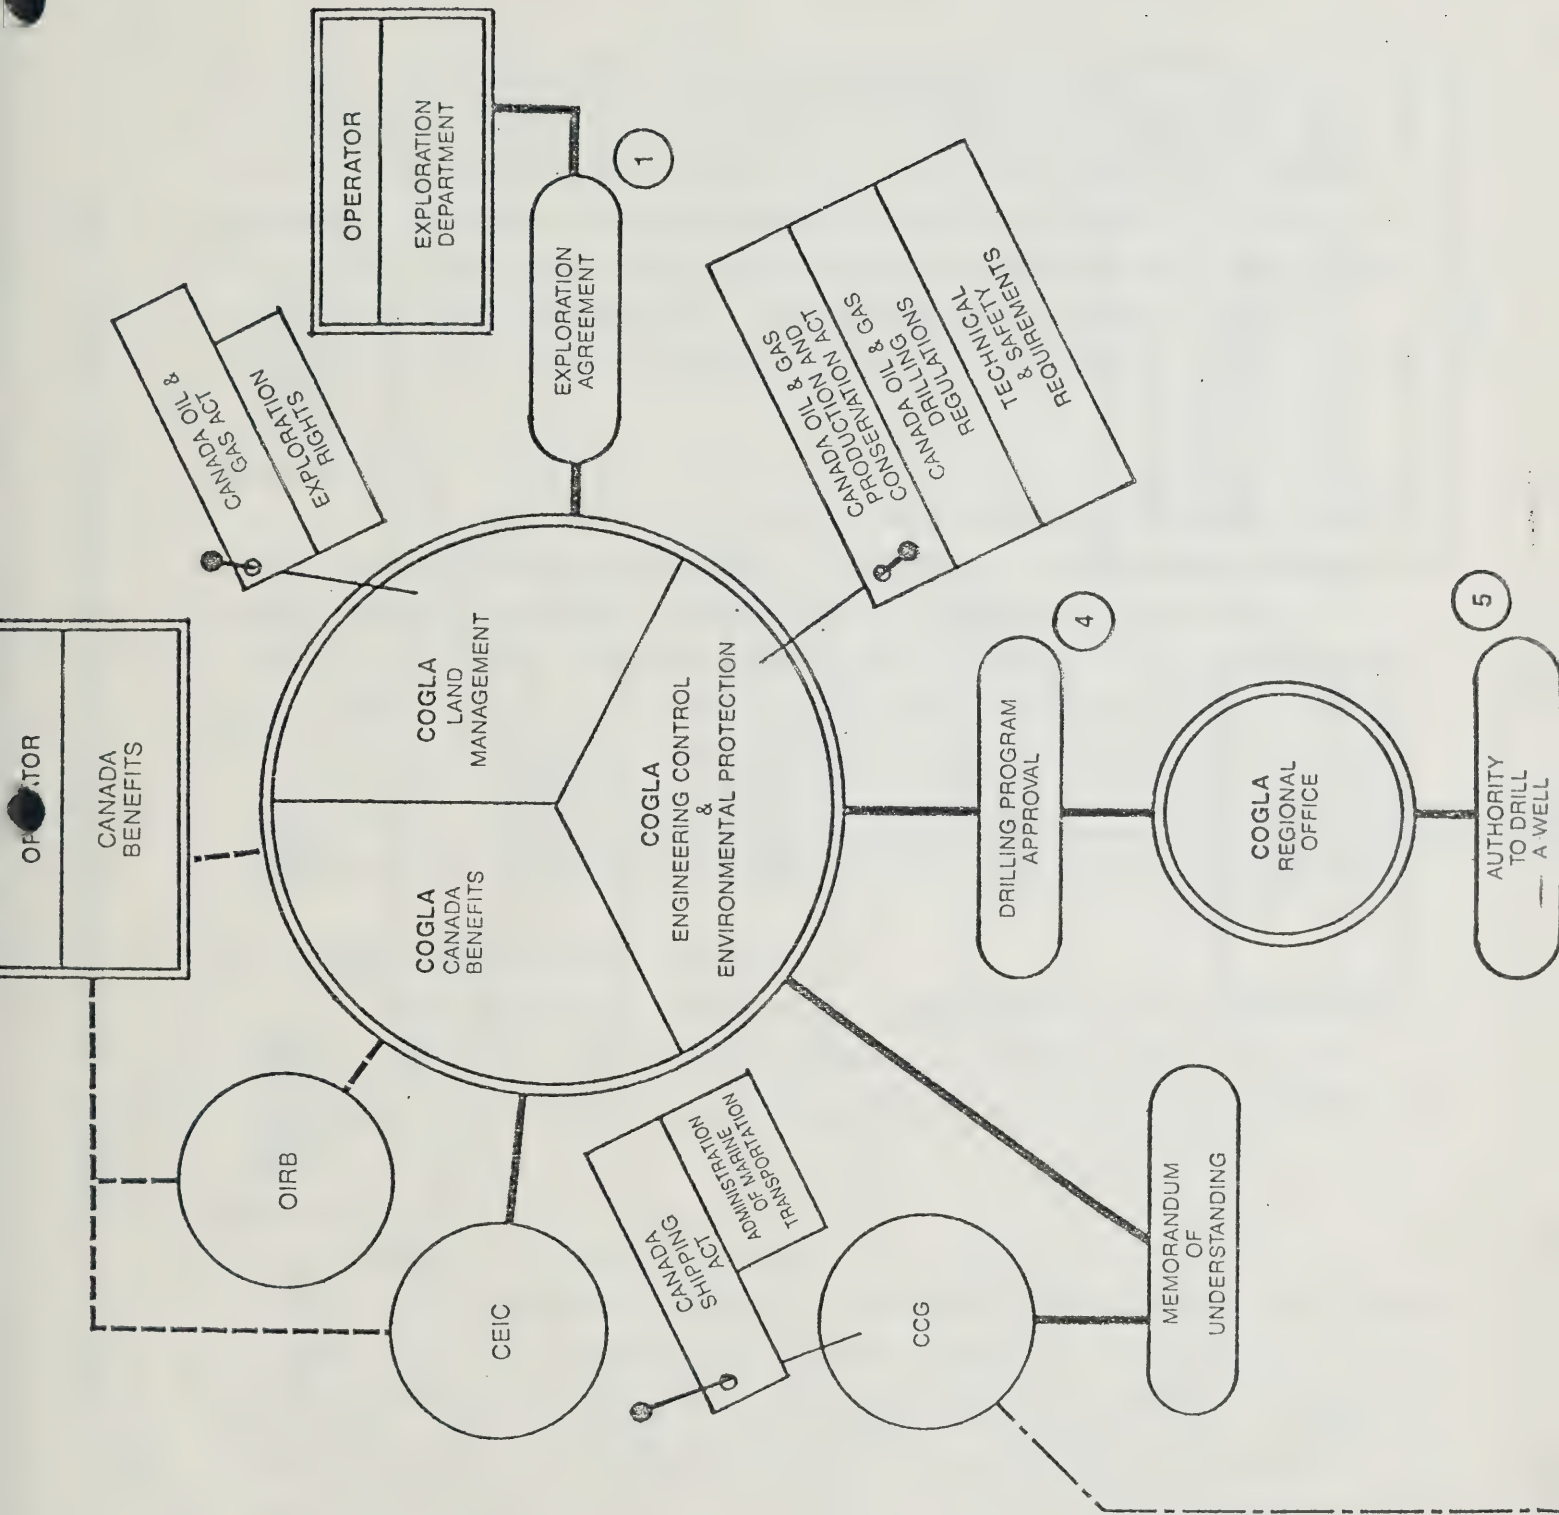 OPERATOR
CANADA
BENEFITS
OPERATOR
EXPLORATION
DEPARTMENT
1
EXPLORATION
AGREEMENT
CANADA OIL &
GAS ACT
EXPLORATION
RIGHTS
CANADA OIL & GAS
PRODUCTION AND
CONSERVATION ACT
CANADA OIL & GAS
DRILLING
REGULATIONS
TECHNICAL
& SAFETY
REQUIREMENTS
COGLA
LAND
MANAGEMENT
COGLA
CANADA
BENEFITS
COGLA
ENGINEERING CONTROL
&
ENVIRONMENTAL PROTECTION
OIRB
CEIC
CANADA
SHIPPING
ACT
ADMINISTRATION
OF MARINE
TRANSPORTATION
CCG
MEMORANDUM
OF
UNDERSTANDING
DRILLING PROGRAM
APPROVAL
4
COGLA
REGIONAL
OFFICE
AUTHORITY
TO DRILL
A WELL
5